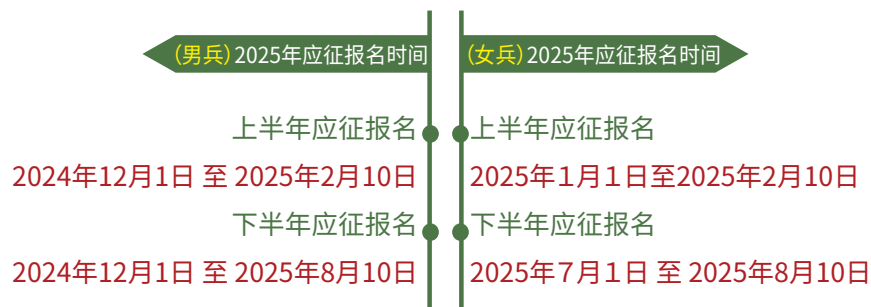 （男兵）2025年应征报名时间
上半年应征报名
2024年12月1日 至 2025年2月10日
下半年应征报名
2024年12月1日 至 2025年8月10日
（女兵）2025年应征报名时间
上半年应征报名
2025年１月１日至2025年2月10日
下半年应征报名
2025年７月１日 至 2025年8月10日